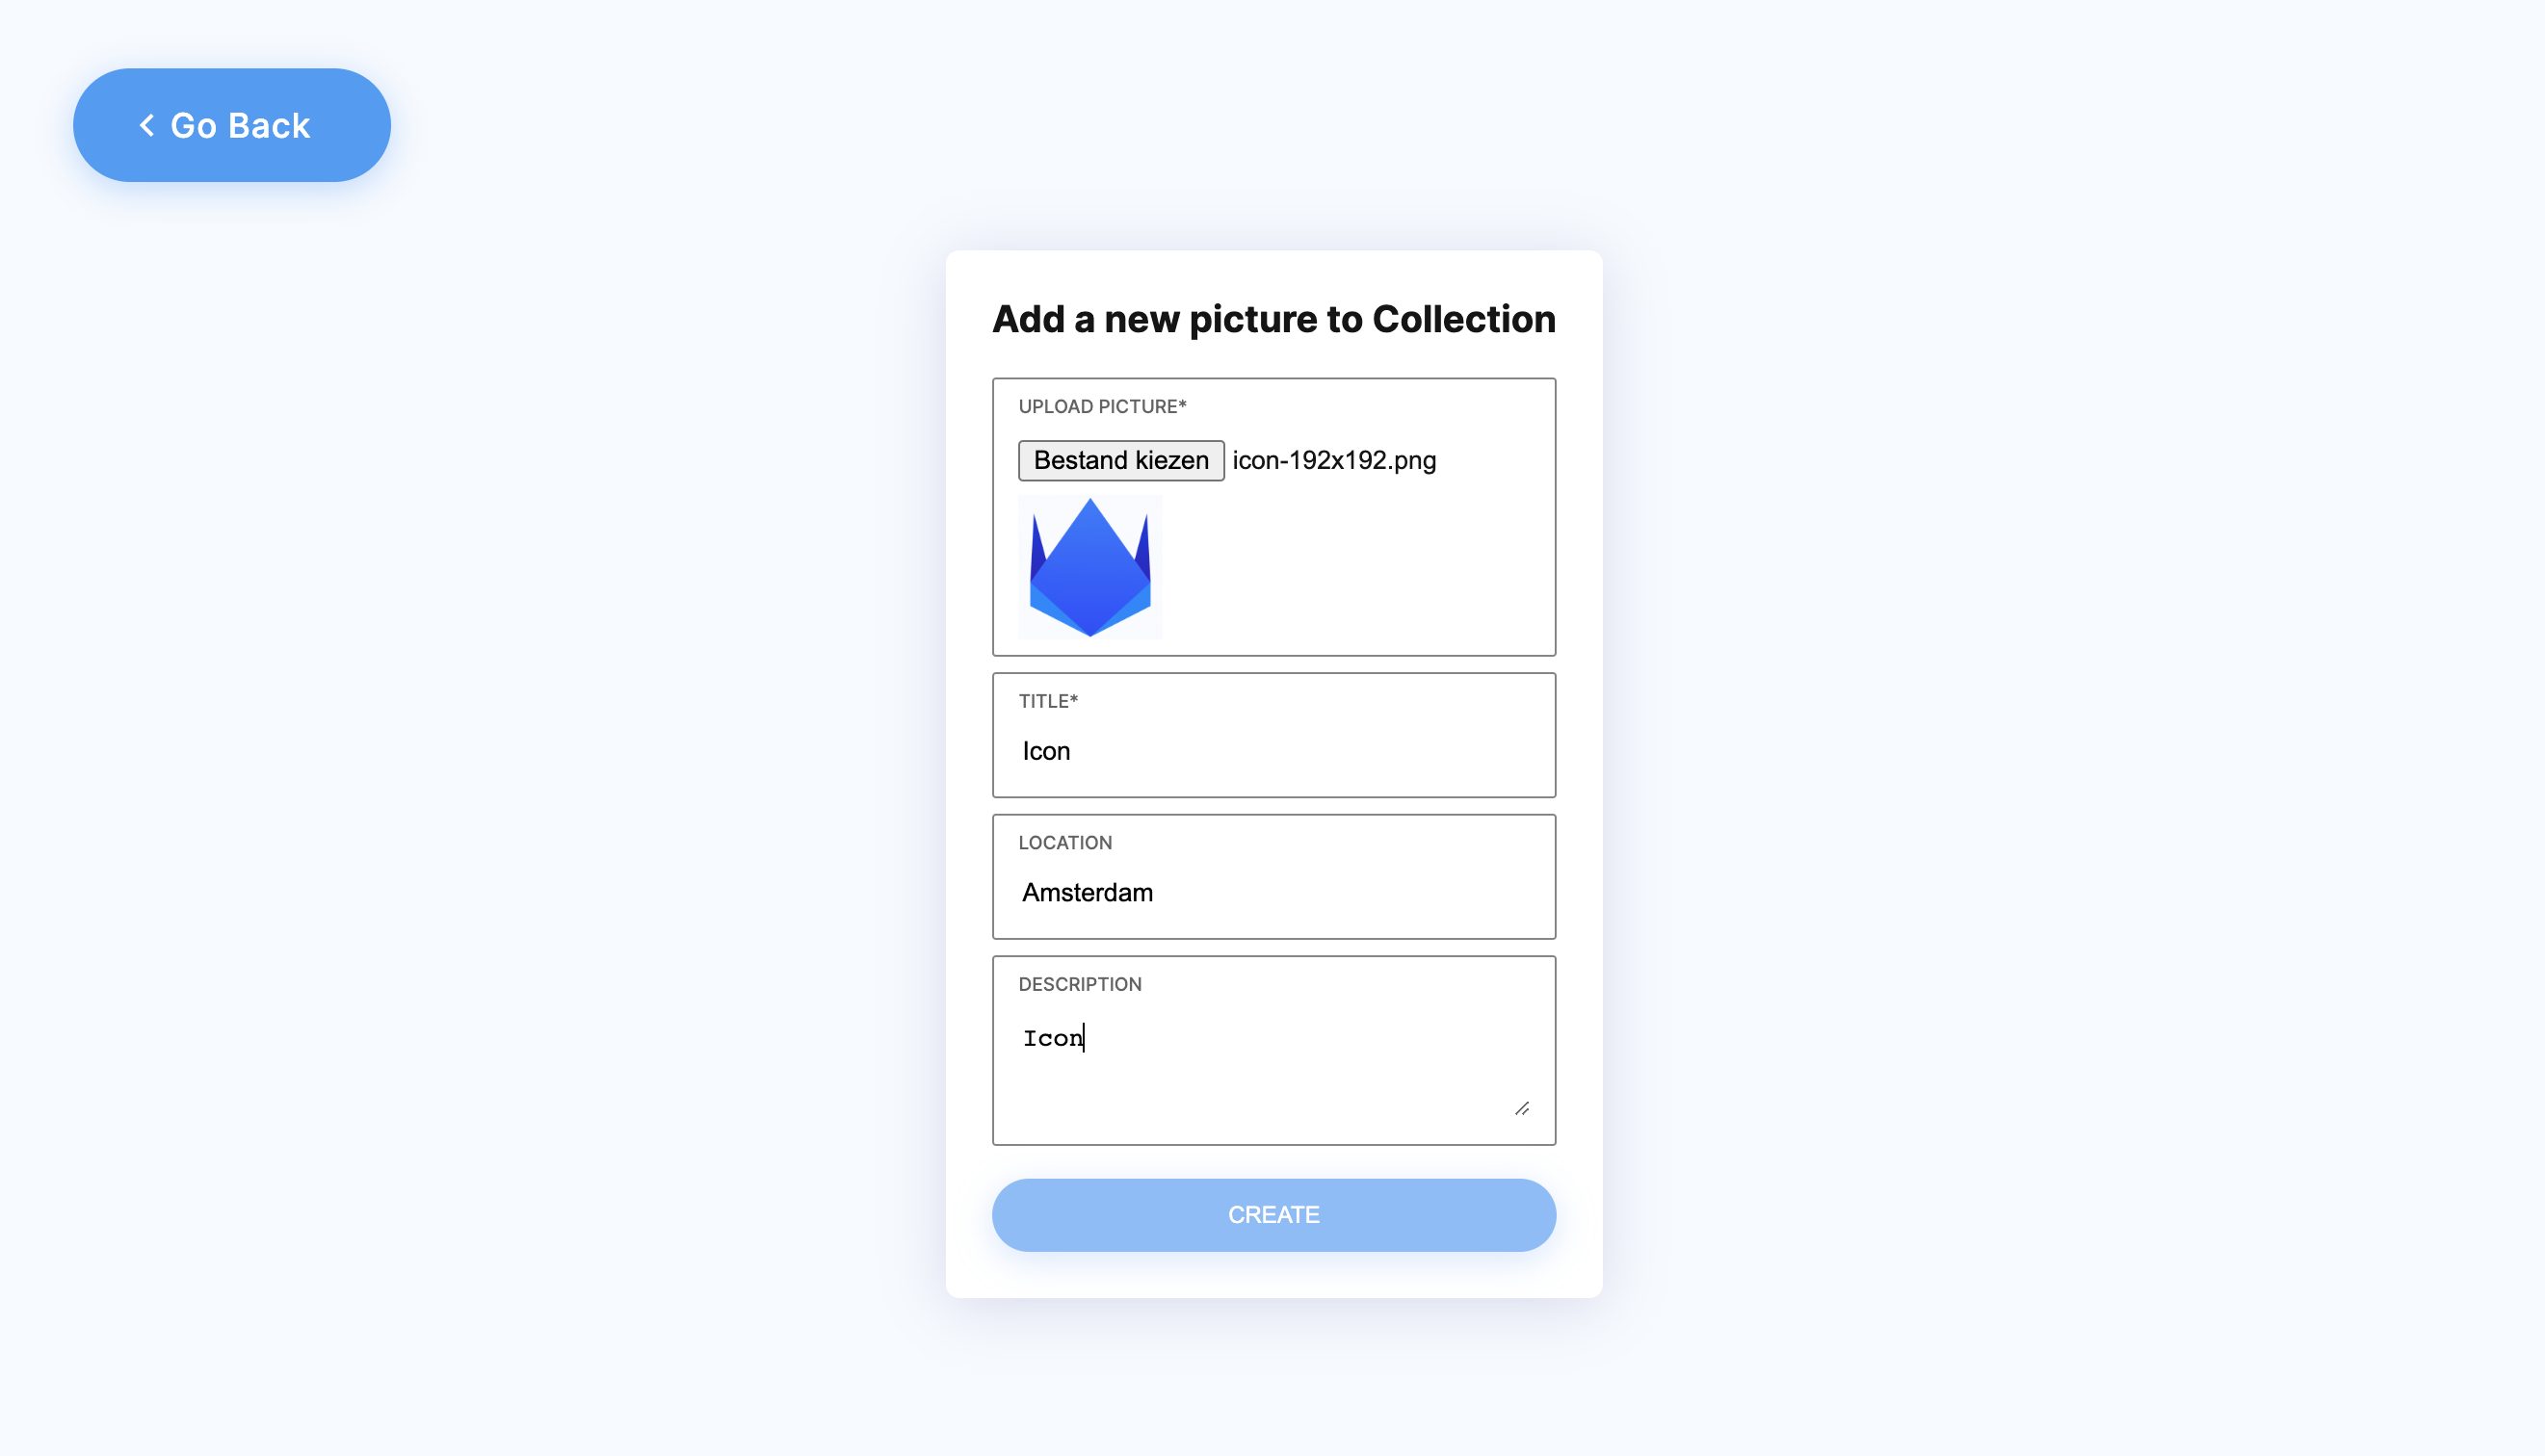 Go Back
Add a new picture to Collection
UPLOAD PICTURE*
Bestand kiezen icon-192x192.png
TITLE*
Icon
LOCATION
Amsterdam
DESCRIPTION
Icon
CREATE